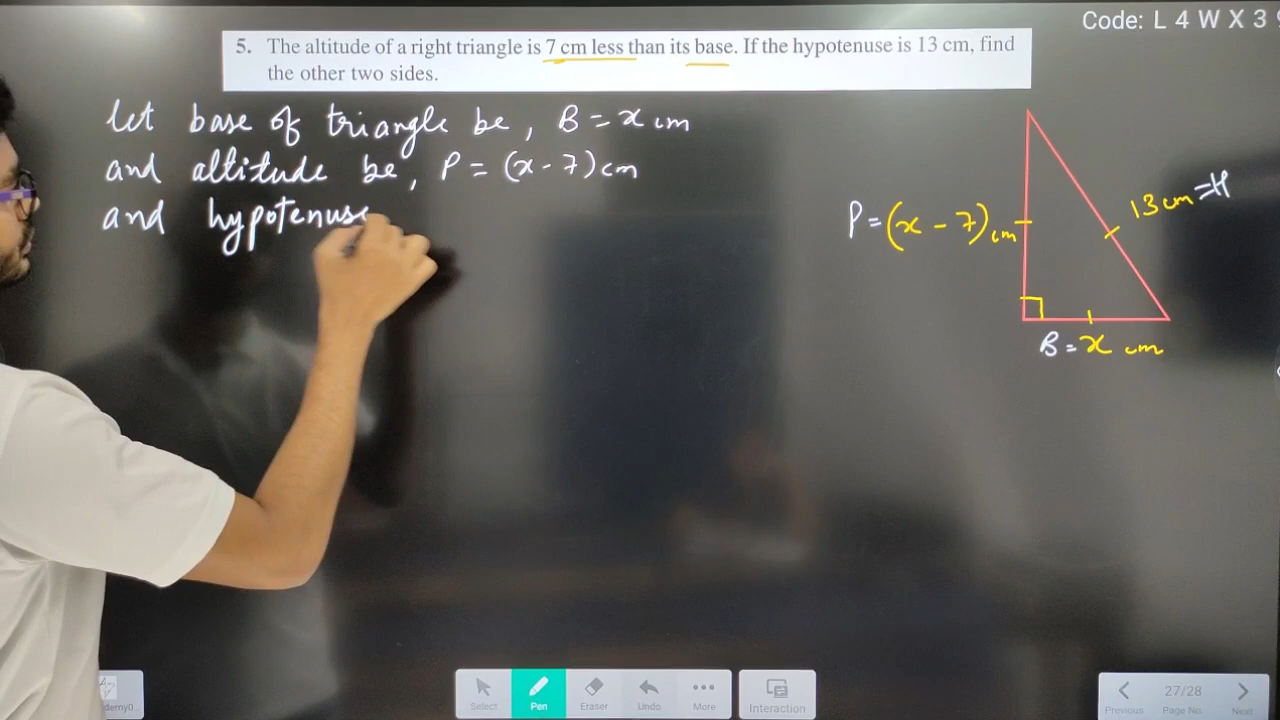 Code: L 4 W X 3
5. The altitude of a right triangle is 7 cm less than its base. If the hypotenuse is 13 cm, find
the other two sides.
let base of triangle be, B = x cm
and altitude be, P = (x - 7) cm
and hypotenuse
13 cm = H
P = (x - 7) cm
B = x cm
Select
Pen
Eraser
Undo
More
Interaction
Previous
27/28
Page No.
Next